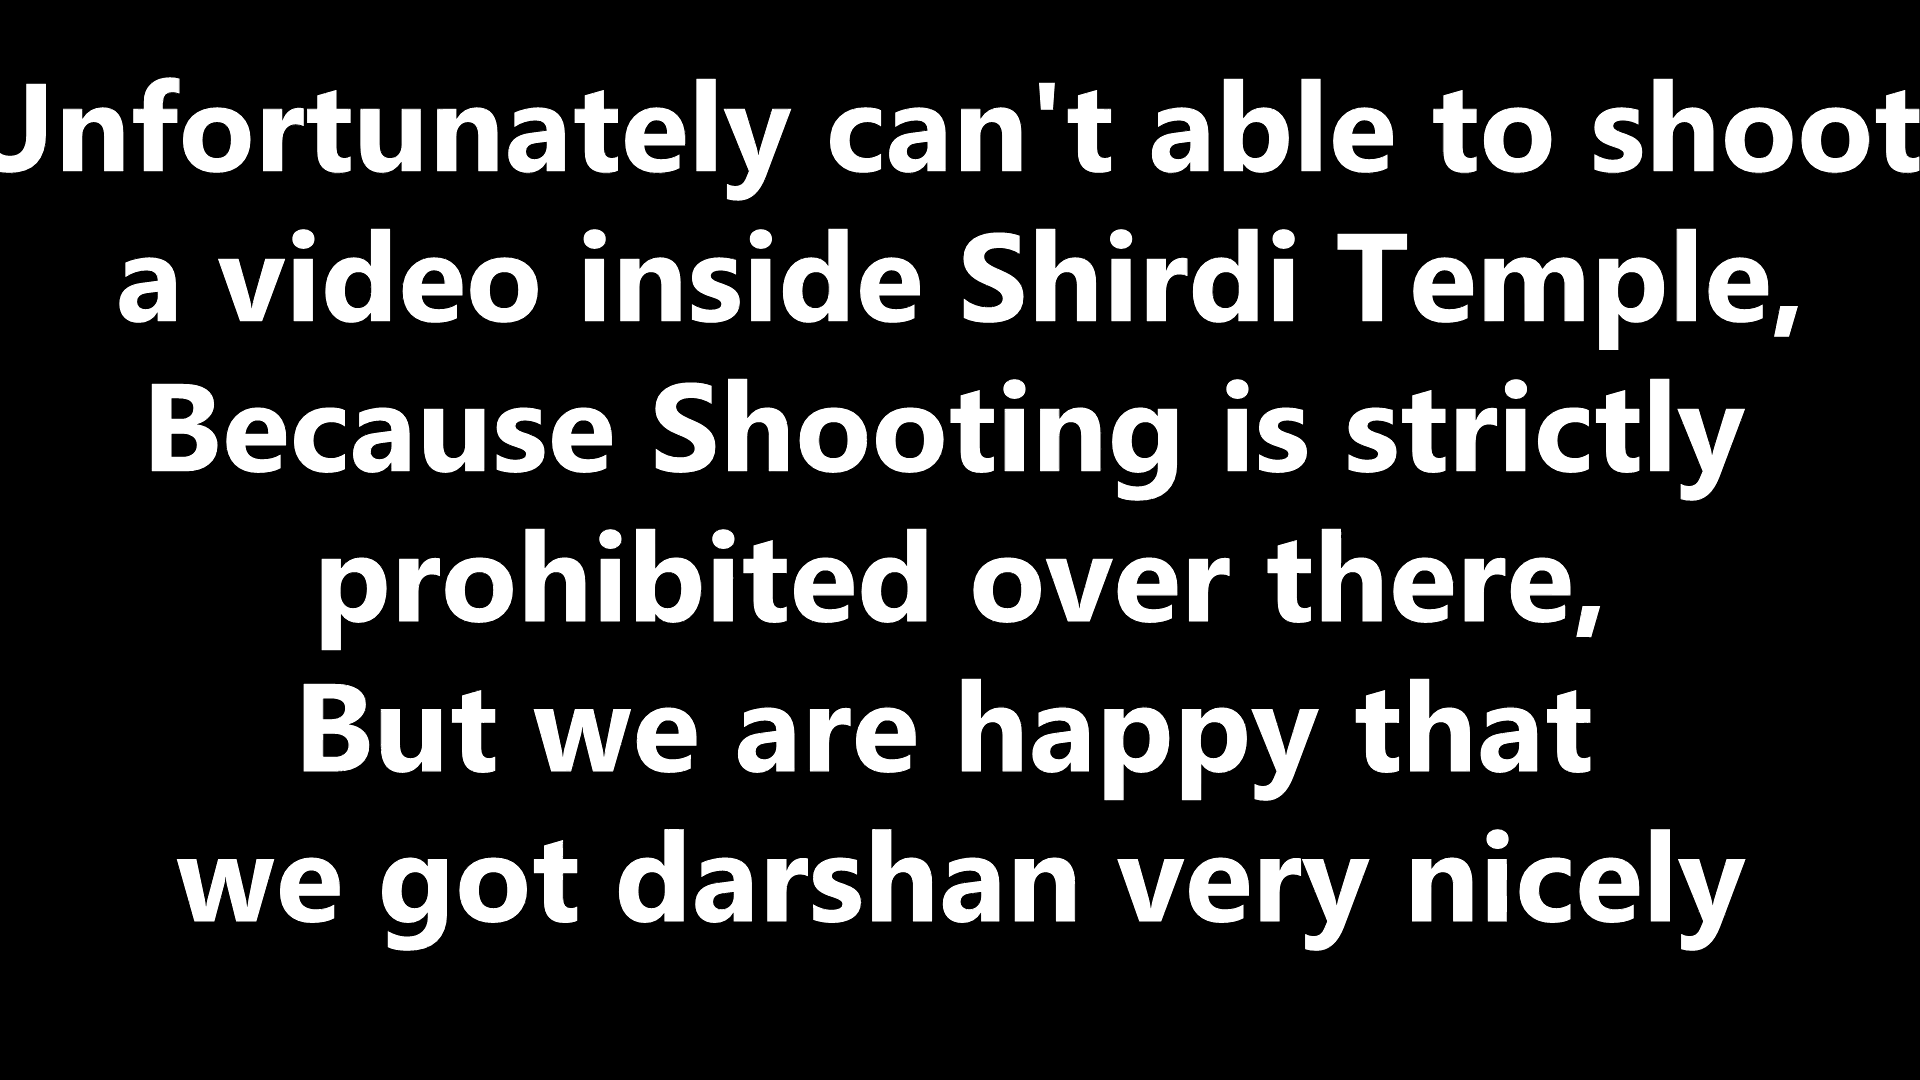 Unfortunately can't able to shoot
a video inside Shirdi Temple,
Because Shooting is strictly
prohibited over there,
But we are happy that
we got darshan very nicely